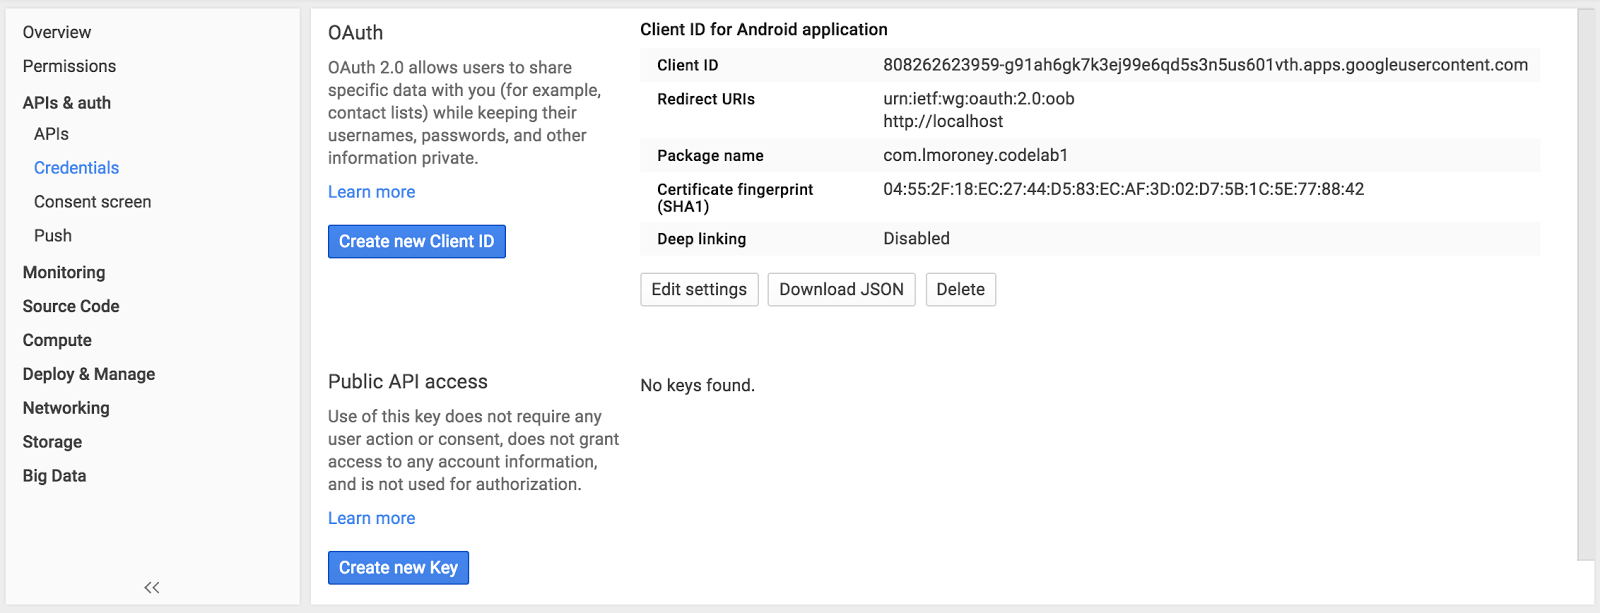 Overview
Permissions
APIs & auth
APIs
Credentials
Consent screen
Push
Monitoring
Source Code
Compute
Deploy & Manage
Networking
Storage
Big Data
OAuth
OAuth 2.0 allows users to share
specific data with you (for example,
contact lists) while keeping their
usernames, passwords, and other
information private.
Learn more
Create new Client ID
Client ID for Android application
Client ID 808262623959-g91ah6gk7k3ej99e6qd5s3n5us601vth.apps.googleusercontent.com
Redirect URIs urn:ietf:wg:oauth:2.0:oob
http://localhost
Package name com.lmoroney.codelab1
Certificate fingerprint 04:55:2F:18:EC:27:44:D5:83:EC:AF:3D:02:D7:5B:1C:5E:77:88:42
(SHA1)
Deep linking Disabled
Edit settings Download JSON Delete
Public API access
Use of this key does not require any
user action or consent, does not grant
access to any account information,
and is not used for authorization.
Learn more
Create new Key
No keys found.